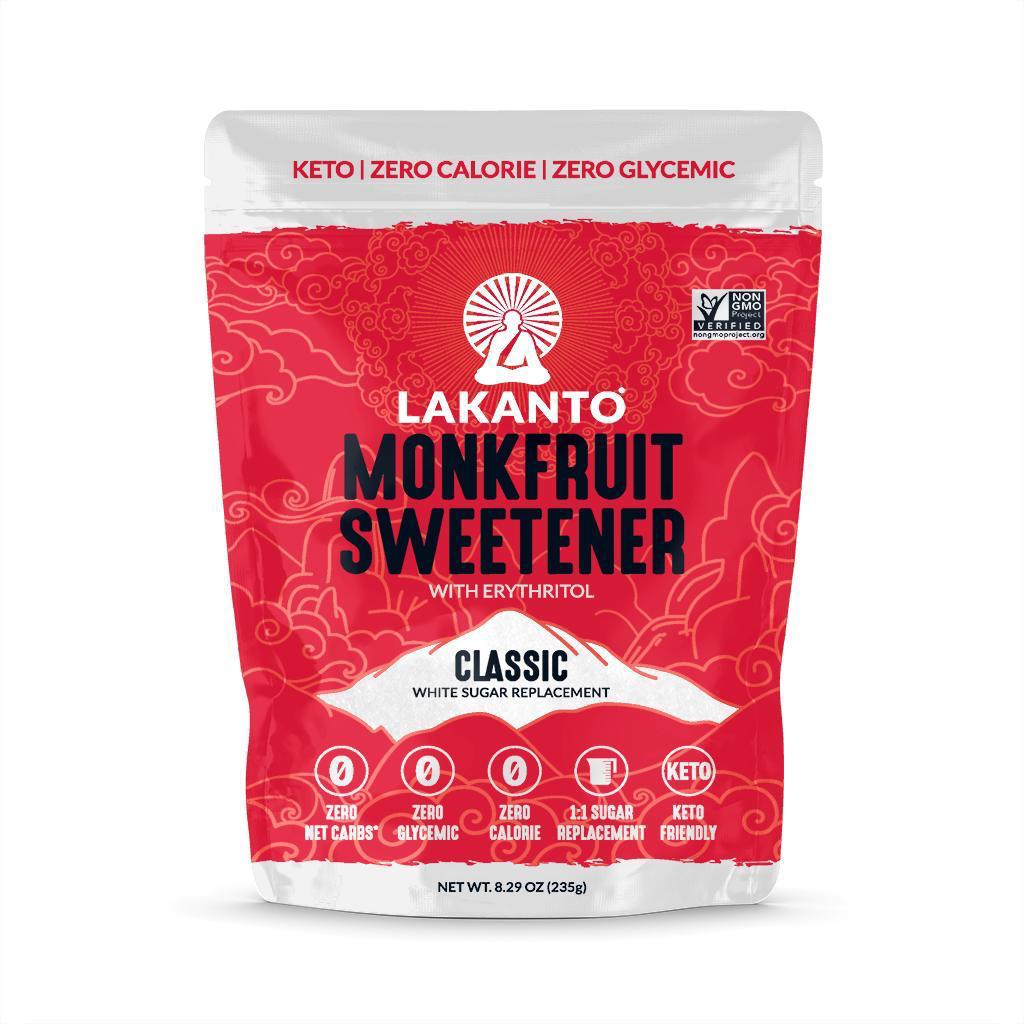 KETO | ZERO CALORIE | ZERO GLYCEMIC
NON
GMO
Project
VERIFIED
nongmoproject.org
LAKANTO®
MONKFRUIT
SWEETENER
WITH ERYTHRITOL
CLASSIC
WHITE SUGAR REPLACEMENT
0
ZERO
NET CARBS*
0
ZERO
GLYCEMIC
0
ZERO
CALORIE
1:1 SUGAR
REPLACEMENT
KETO
KETO
FRIENDLY
NET WT. 8.29 OZ (235g)